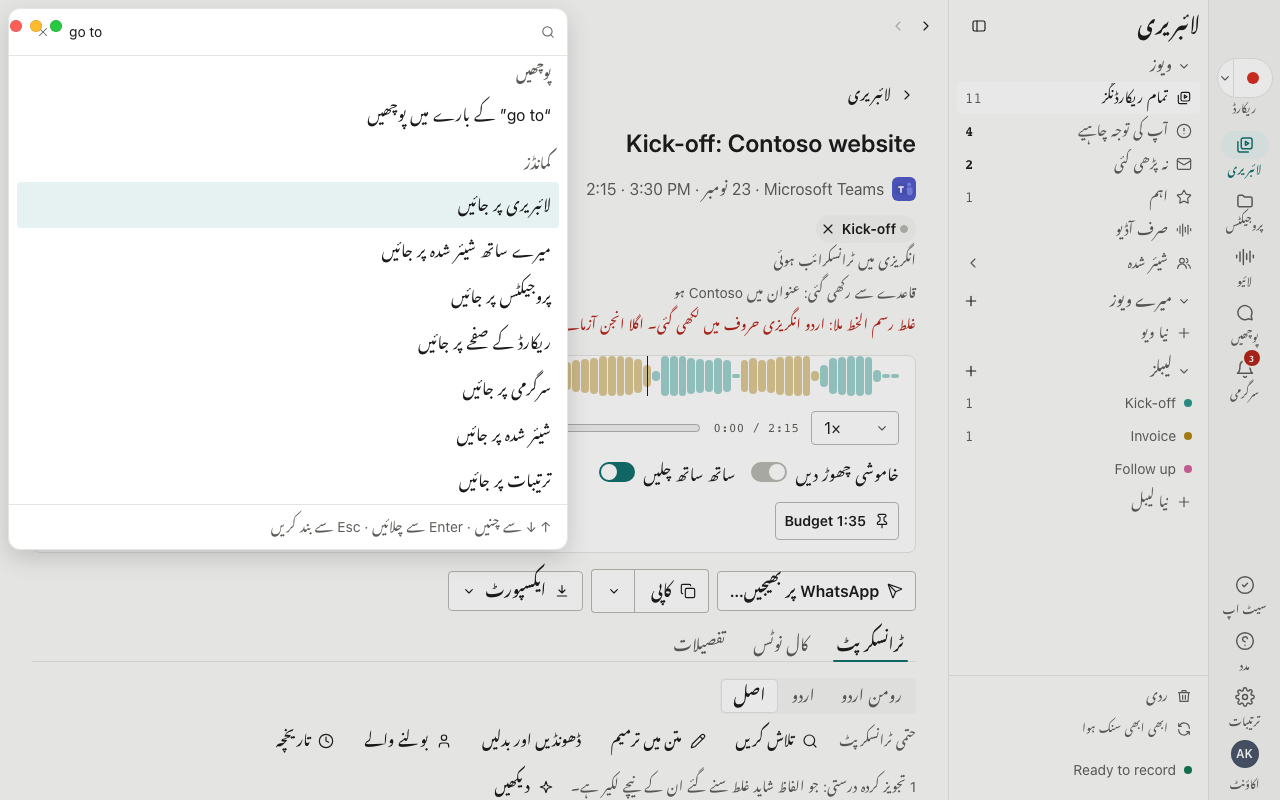 go to
پوچھیں
"go to" کے بارے میں پوچھیں
کمانڈز
لائبریری پر جائیں
میرے ساتھ شیئر شدہ پر جائیں
پروجیکٹس پر جائیں
ریکارڈ کے صفحے پر جائیں
سرگرمی پر جائیں
شیئر شدہ پر جائیں
ترتیبات پر جائیں
↑ ↓ سے چنیں · Enter سے چلائیں · Esc سے بند کریں
ریکارڈ
لائبریری
پروجیکٹس
لائیو
پوچھیں
3
سرگرمی
سیٹ اپ
مدد
ترتیبات
AK
اکاؤنٹ
لائبریری
ویوز
تمام ریکارڈنگز 11
آپ کی توجہ چاہیے 4
نہ پڑھی گئی 2
اہم 1
صرف آڈیو
شیئر شدہ
میرے ویوز
نیا ویو
لیبلز
Kick-off 1
Invoice 1
Follow up
نیا لیبل
ردی
ابھی ابھی سنک ہوا
Ready to record
لائبریری
Kick-off: Contoso website
Microsoft Teams · 23 نومبر · 3:30 PM · 2:15
Kick-off
انگریزی میں ٹرانسکرائب ہوئی
قاعدے سے رکھی گئی: عنوان میں Contoso ہو
غلط رسم الخط ملا: اردو انگریزی حروف میں لکھی گئی۔ اگلا انجن آزما
0:00 / 2:15
1×
خاموشی چھوڑ دیں
ساتھ ساتھ چلیں
Budget 1:35
WhatsApp پر بھیجیں...
کاپی
ایکسپورٹ
ٹرانسکرپٹ
کال نوٹس
تفصیلات
رومن اردو
اردو
اصل
حتمی ٹرانسکرپٹ
تلاش کریں
متن میں ترمیم
ڈھونڈیں اور بدلیں
بولنے والے
تاریخچہ
1 تجویز کردہ درستی: جو الفاظ شاید غلط سنے گئے ان کے نیچے لکیر ہے۔
دیکھیں